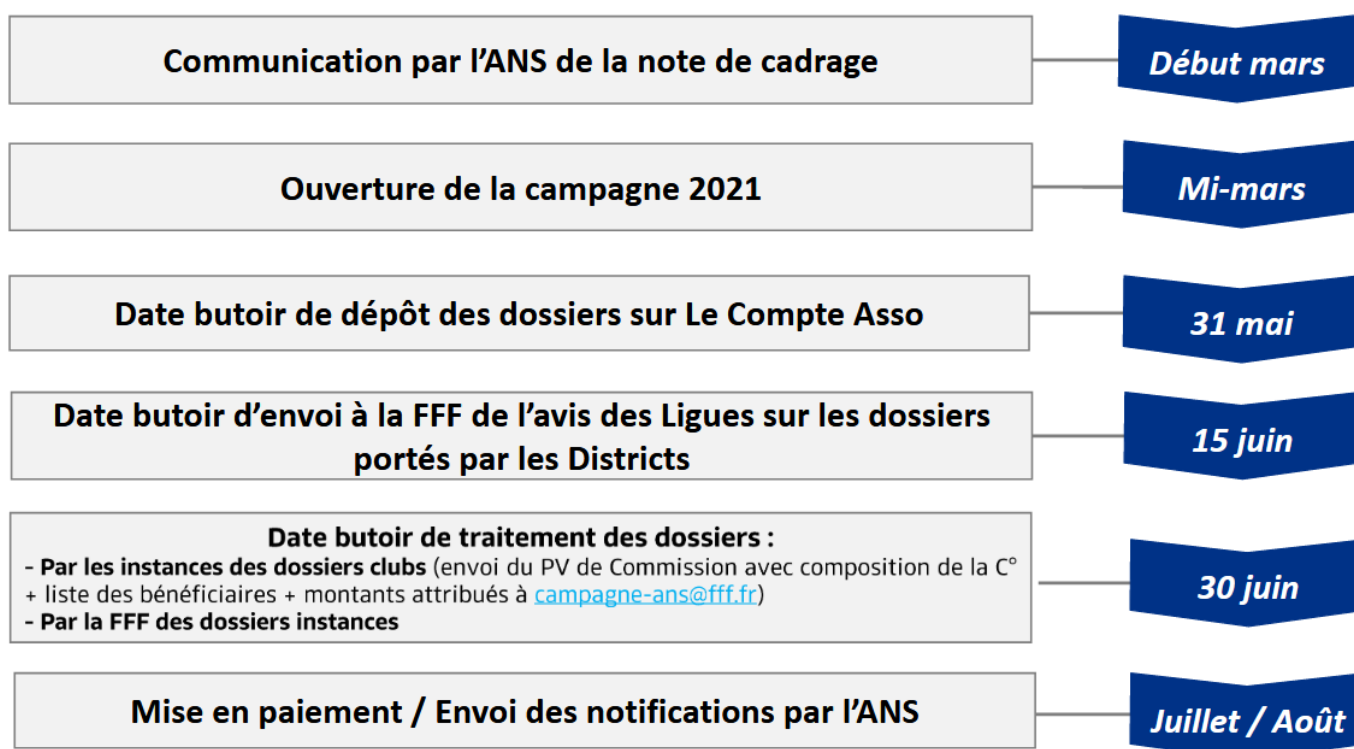 Communication par l’ANS de la note de cadrage
Début mars
Ouverture de la campagne 2021
Mi-mars
Date butoir de dépôt des dossiers sur Le Compte Asso
31 mai
Date butoir d’envoi à la FFF de l’avis des Ligues sur les dossiers
portés par les Districts
15 juin
Date butoir de traitement des dossiers :
- Par les instances des dossiers clubs (envoi du PV de Commission avec composition de la C°
+ liste des bénéficiaires + montants attribués à campagne-ans@fff.fr)
- Par la FFF des dossiers instances
30 juin
Mise en paiement / Envoi des notifications par l’ANS
Juillet / Août